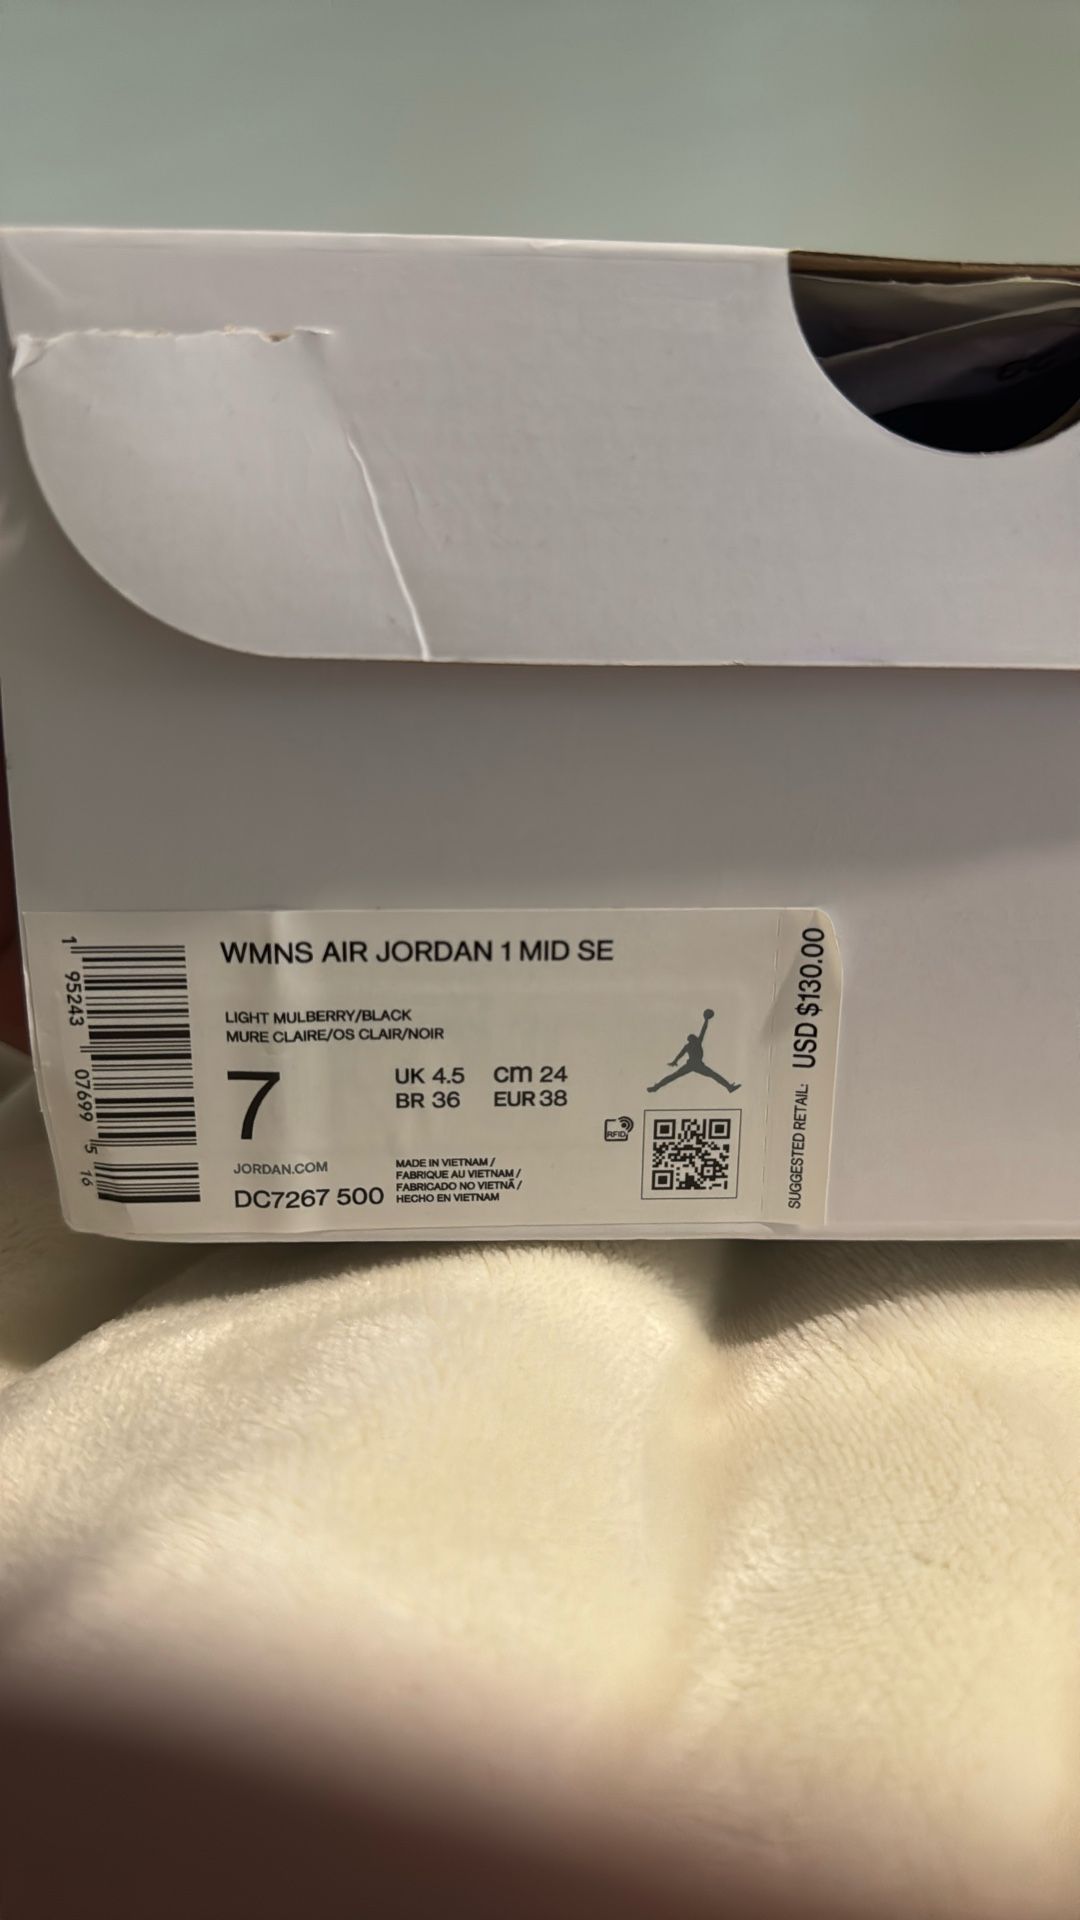 WMNS AIR JORDAN 1 MID SE
LIGHT MULBERRY/BLACK
MURE CLAIRE/OS CLAIR/NOIR
7
UK 4.5 cm 24
BR 36 EUR 38
RFID
JORDAN.COM
DC7267 500
MADE IN VIETNAM /
FABRIQUE AU VIETNAM /
FABRICADO NO VIETNÃ /
HECHO EN VIETNAM
1 95243 07699 5 16
SUGGESTED RETAIL: USD $130.00